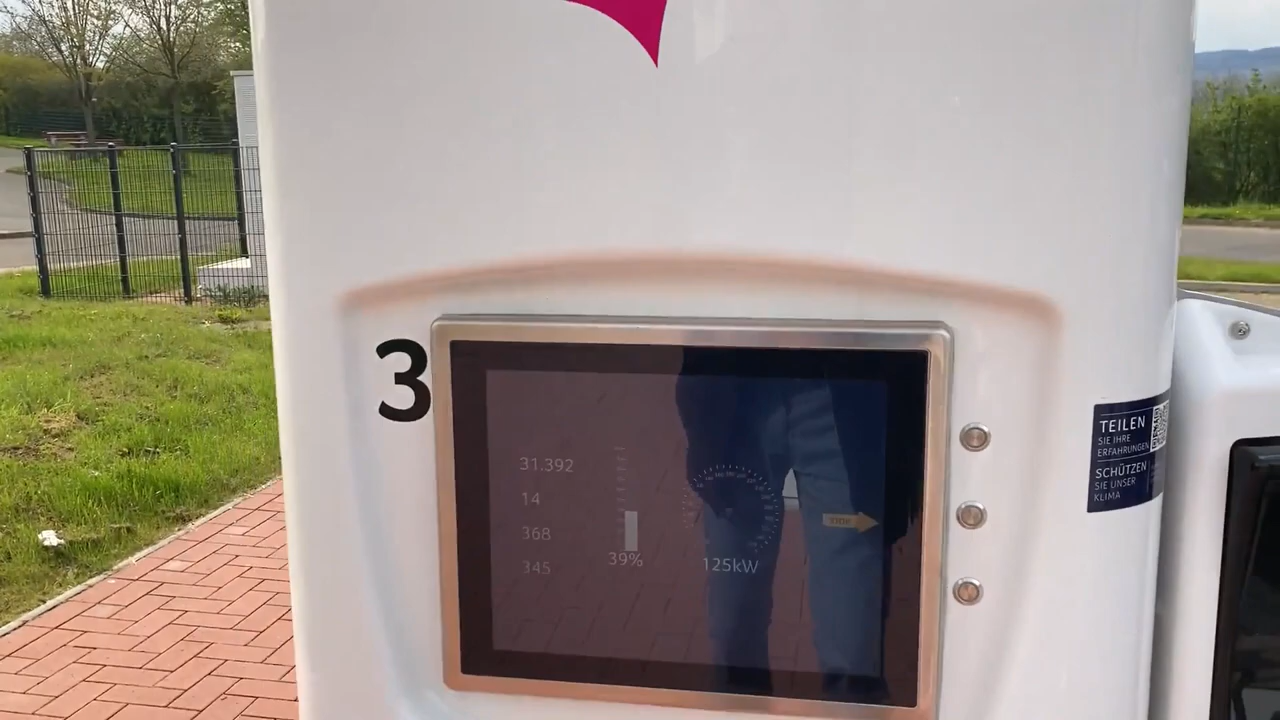 3
31.392
14
368
345
39%
125kW
TEILEN
SIE IHRE
ERFAHRUNGEN
SCHÜTZEN
SIE UNSER
KLIMA